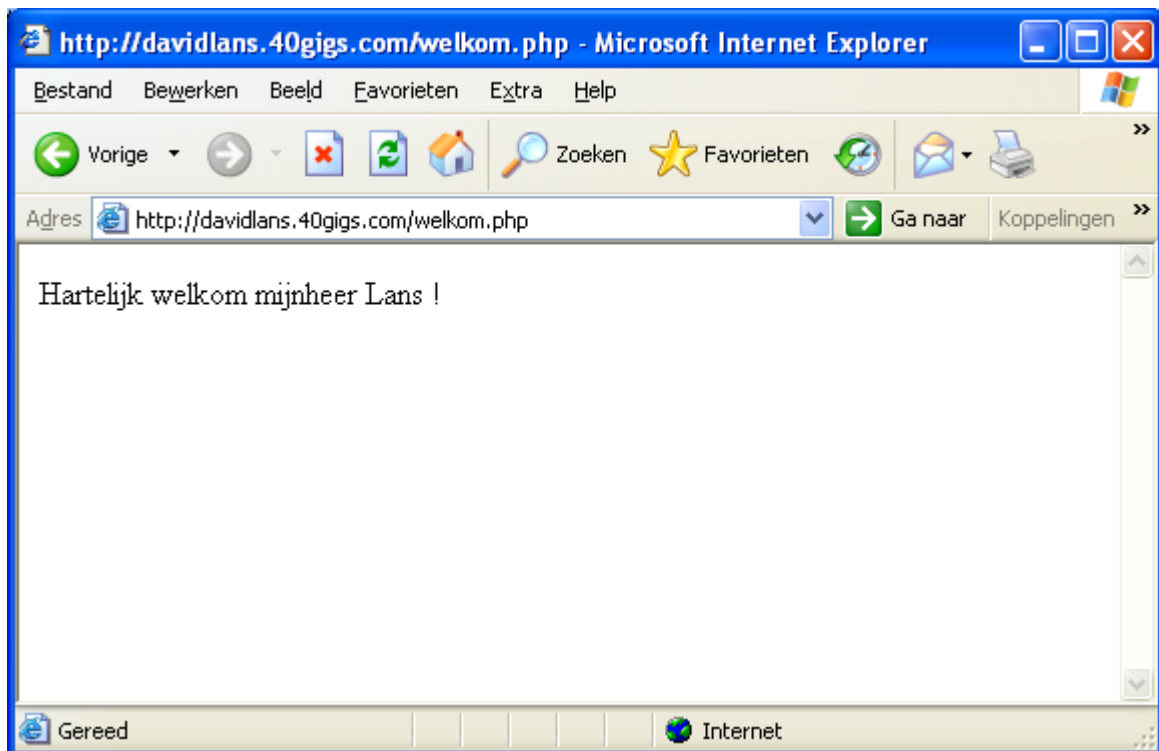 http://davidlans.40gigs.com/welkom.php - Microsoft Internet Explorer
Bestand Bewerken Beeld Favorieten Extra Help
Vorige Zoeken Favorieten »
Adres http://davidlans.40gigs.com/welkom.php Ga naar Koppelingen »
Hartelijk welkom mijnheer Lans !
Gereed Internet